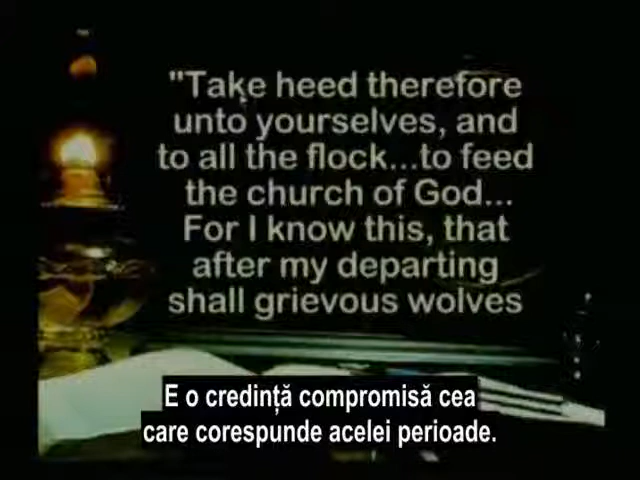 "Take heed therefore
unto yourselves, and
to all the flock...to feed
the church of God...
For I know this, that
after my departing
shall grievous wolves
E o credință compromisă cea
care corespunde acelei perioade.